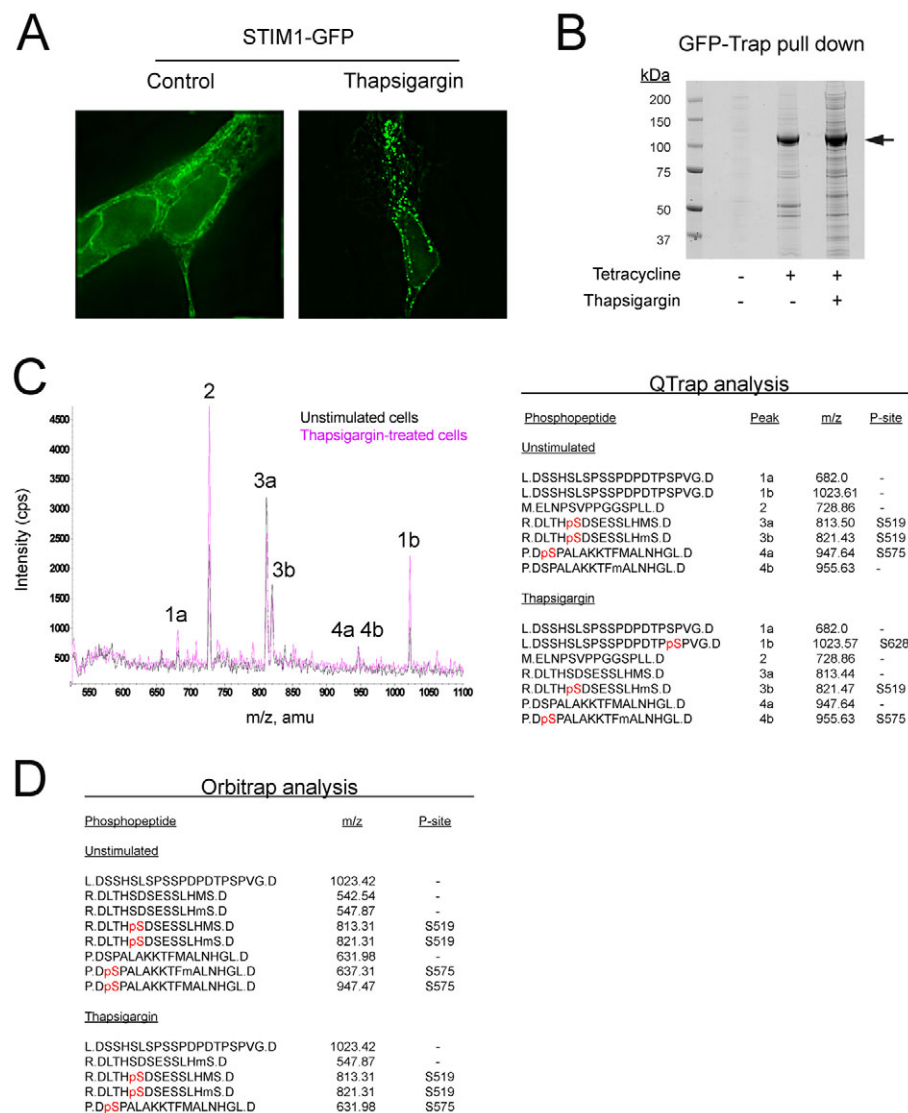 A
STIM1-GFP
Control
Thapsigargin
B
GFP-Trap pull down
kDa
200
150
100
75
50
37
Tetracycline - + +
Thapsigargin - - +
C
Intensity (cps)
4500
4000
3500
3000
2500
2000
1500
1000
500
2
Unstimulated cells
Thapsigargin-treated cells
3a
3b
1b
1a
4a 4b
550 600 650 700 750 800 850 900 950 1000 1050 1100
m/z, amu
QTrap analysis
Phosphopeptide Peak m/z P-site
Unstimulated
L.DSSHSLSPSSPDPDTPSPVG.D 1a 682.0 -
L.DSSHSLSPSSPDPDTPSPVG.D 1b 1023.61 -
M.ELNPSVPPGGSPLL.D 2 728.86 -
R.DLTHpSDSESSLHMS.D 3a 813.50 S519
R.DLTHpSDSESSLHmS.D 3b 821.43 S519
P.DpSPALAKKTFMALNHGL.D 4a 947.64 S575
P.DSPALAKKTFmALNHGL.D 4b 955.63 -
Thapsigargin
L.DSSHSLSPSSPDPDTPSPVG.D 1a 682.0 -
L.DSSHSLSPSSPDPDTPpSPVG.D 1b 1023.57 S628
M.ELNPSVPPGGSPLL.D 2 728.86 -
R.DLTHSDSESSLHMS.D 3a 813.44 -
R.DLTHpSDSESSLHmS.D 3b 821.47 S519
P.DSPALAKKTFMALNHGL.D 4a 947.64 -
P.DpSPALAKKTFmALNHGL.D 4b 955.63 S575
D
Orbitrap analysis
Phosphopeptide m/z P-site
Unstimulated
L.DSSHSLSPSSPDPDTPSPVG.D 1023.42 -
R.DLTHSDSESSLHMS.D 542.54 -
R.DLTHSDSESSLHmS.D 547.87 -
R.DLTHpSDSESSLHMS.D 813.31 S519
R.DLTHpSDSESSLHmS.D 821.31 S519
P.DSPALAKKTFMALNHGL.D 631.98 -
P.DpSPALAKKTFmALNHGL.D 637.31 S575
P.DpSPALAKKTFMALNHGL.D 947.47 S575
Thapsigargin
L.DSSHSLSPSSPDPDTPSPVG.D 1023.42 -
R.DLTHSDSESSLHmS.D 547.87 -
R.DLTHpSDSESSLHMS.D 813.31 S519
R.DLTHpSDSESSLHmS.D 821.31 S519
P.DpSPALAKKTFMALNHGL.D 631.98 S575